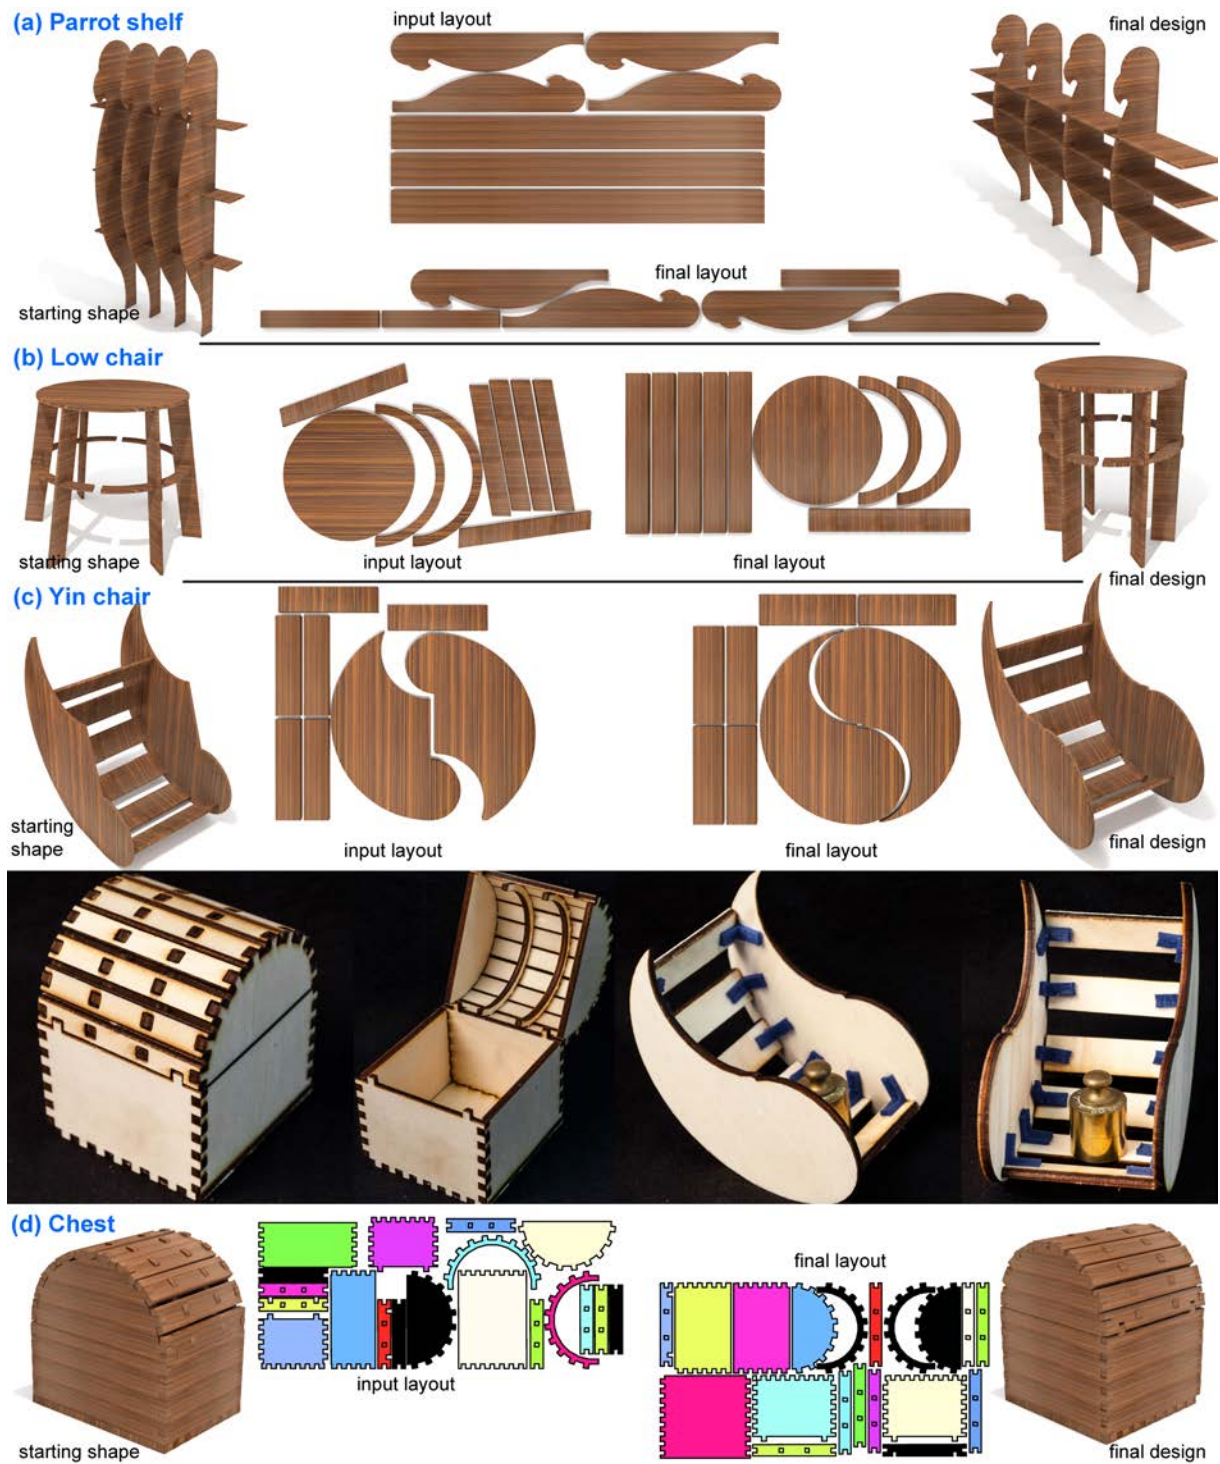 (a) Parrot shelf
input layout
final design
starting shape
final layout
(b) Low chair
starting shape
input layout
final layout
final design
(c) Yin chair
starting
shape
input layout
final layout
final design
(d) Chest
final layout
input layout
starting shape
final design